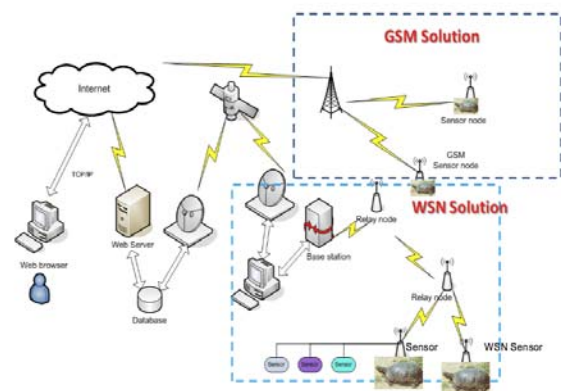 GSM Solution
Internet
Sensor node
TCP/IP
GSM
Sensor node
WSN Solution
Relay node
Web Server
Base station
Web browser
Relay node
Database
Sensor
WSN Sensor
Sensor
Sensor
Sensor